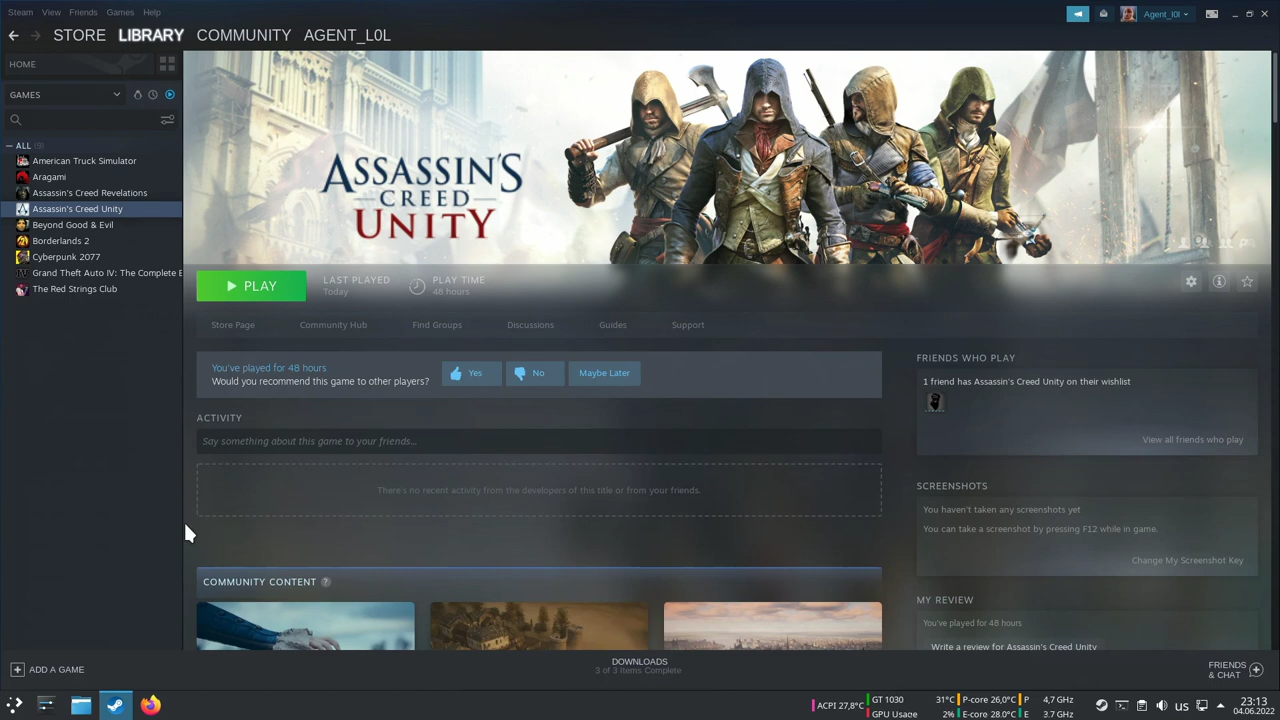 Steam View Friends Games Help
Agent_l0l
STORE LIBRARY COMMUNITY AGENT_L0L
HOME
GAMES
ALL (9)
American Truck Simulator
Aragami
Assassin's Creed Revelations
Assassin's Creed Unity
Beyond Good & Evil
Borderlands 2
Cyberpunk 2077
Grand Theft Auto IV: The Complete E
The Red Strings Club
ASSASSIN'S
CREED
UNITY
PLAY
LAST PLAYED
Today
PLAY TIME
48 hours
Store Page Community Hub Find Groups Discussions Guides Support
You've played for 48 hours
Would you recommend this game to other players?
Yes No Maybe Later
ACTIVITY
Say something about this game to your friends...
There's no recent activity from the developers of this title or from your friends.
COMMUNITY CONTENT ?
FRIENDS WHO PLAY
1 friend has Assassin's Creed Unity on their wishlist
View all friends who play
SCREENSHOTS
You haven't taken any screenshots yet
You can take a screenshot by pressing F12 while in game.
Change My Screenshot Key
MY REVIEW
You've played for 48 hours
Write a review for Assassin's Creed Unity
ADD A GAME
DOWNLOADS
3 of 3 Items Complete
FRIENDS
& CHAT
ACPI 27,8°C
GT 1030 31°C
GPU Usage 2%
P-core 26,0°C
E-core 28.0°C
P 4,7 GHz
E 3.7 GHz
us
23:13
04.06.2022